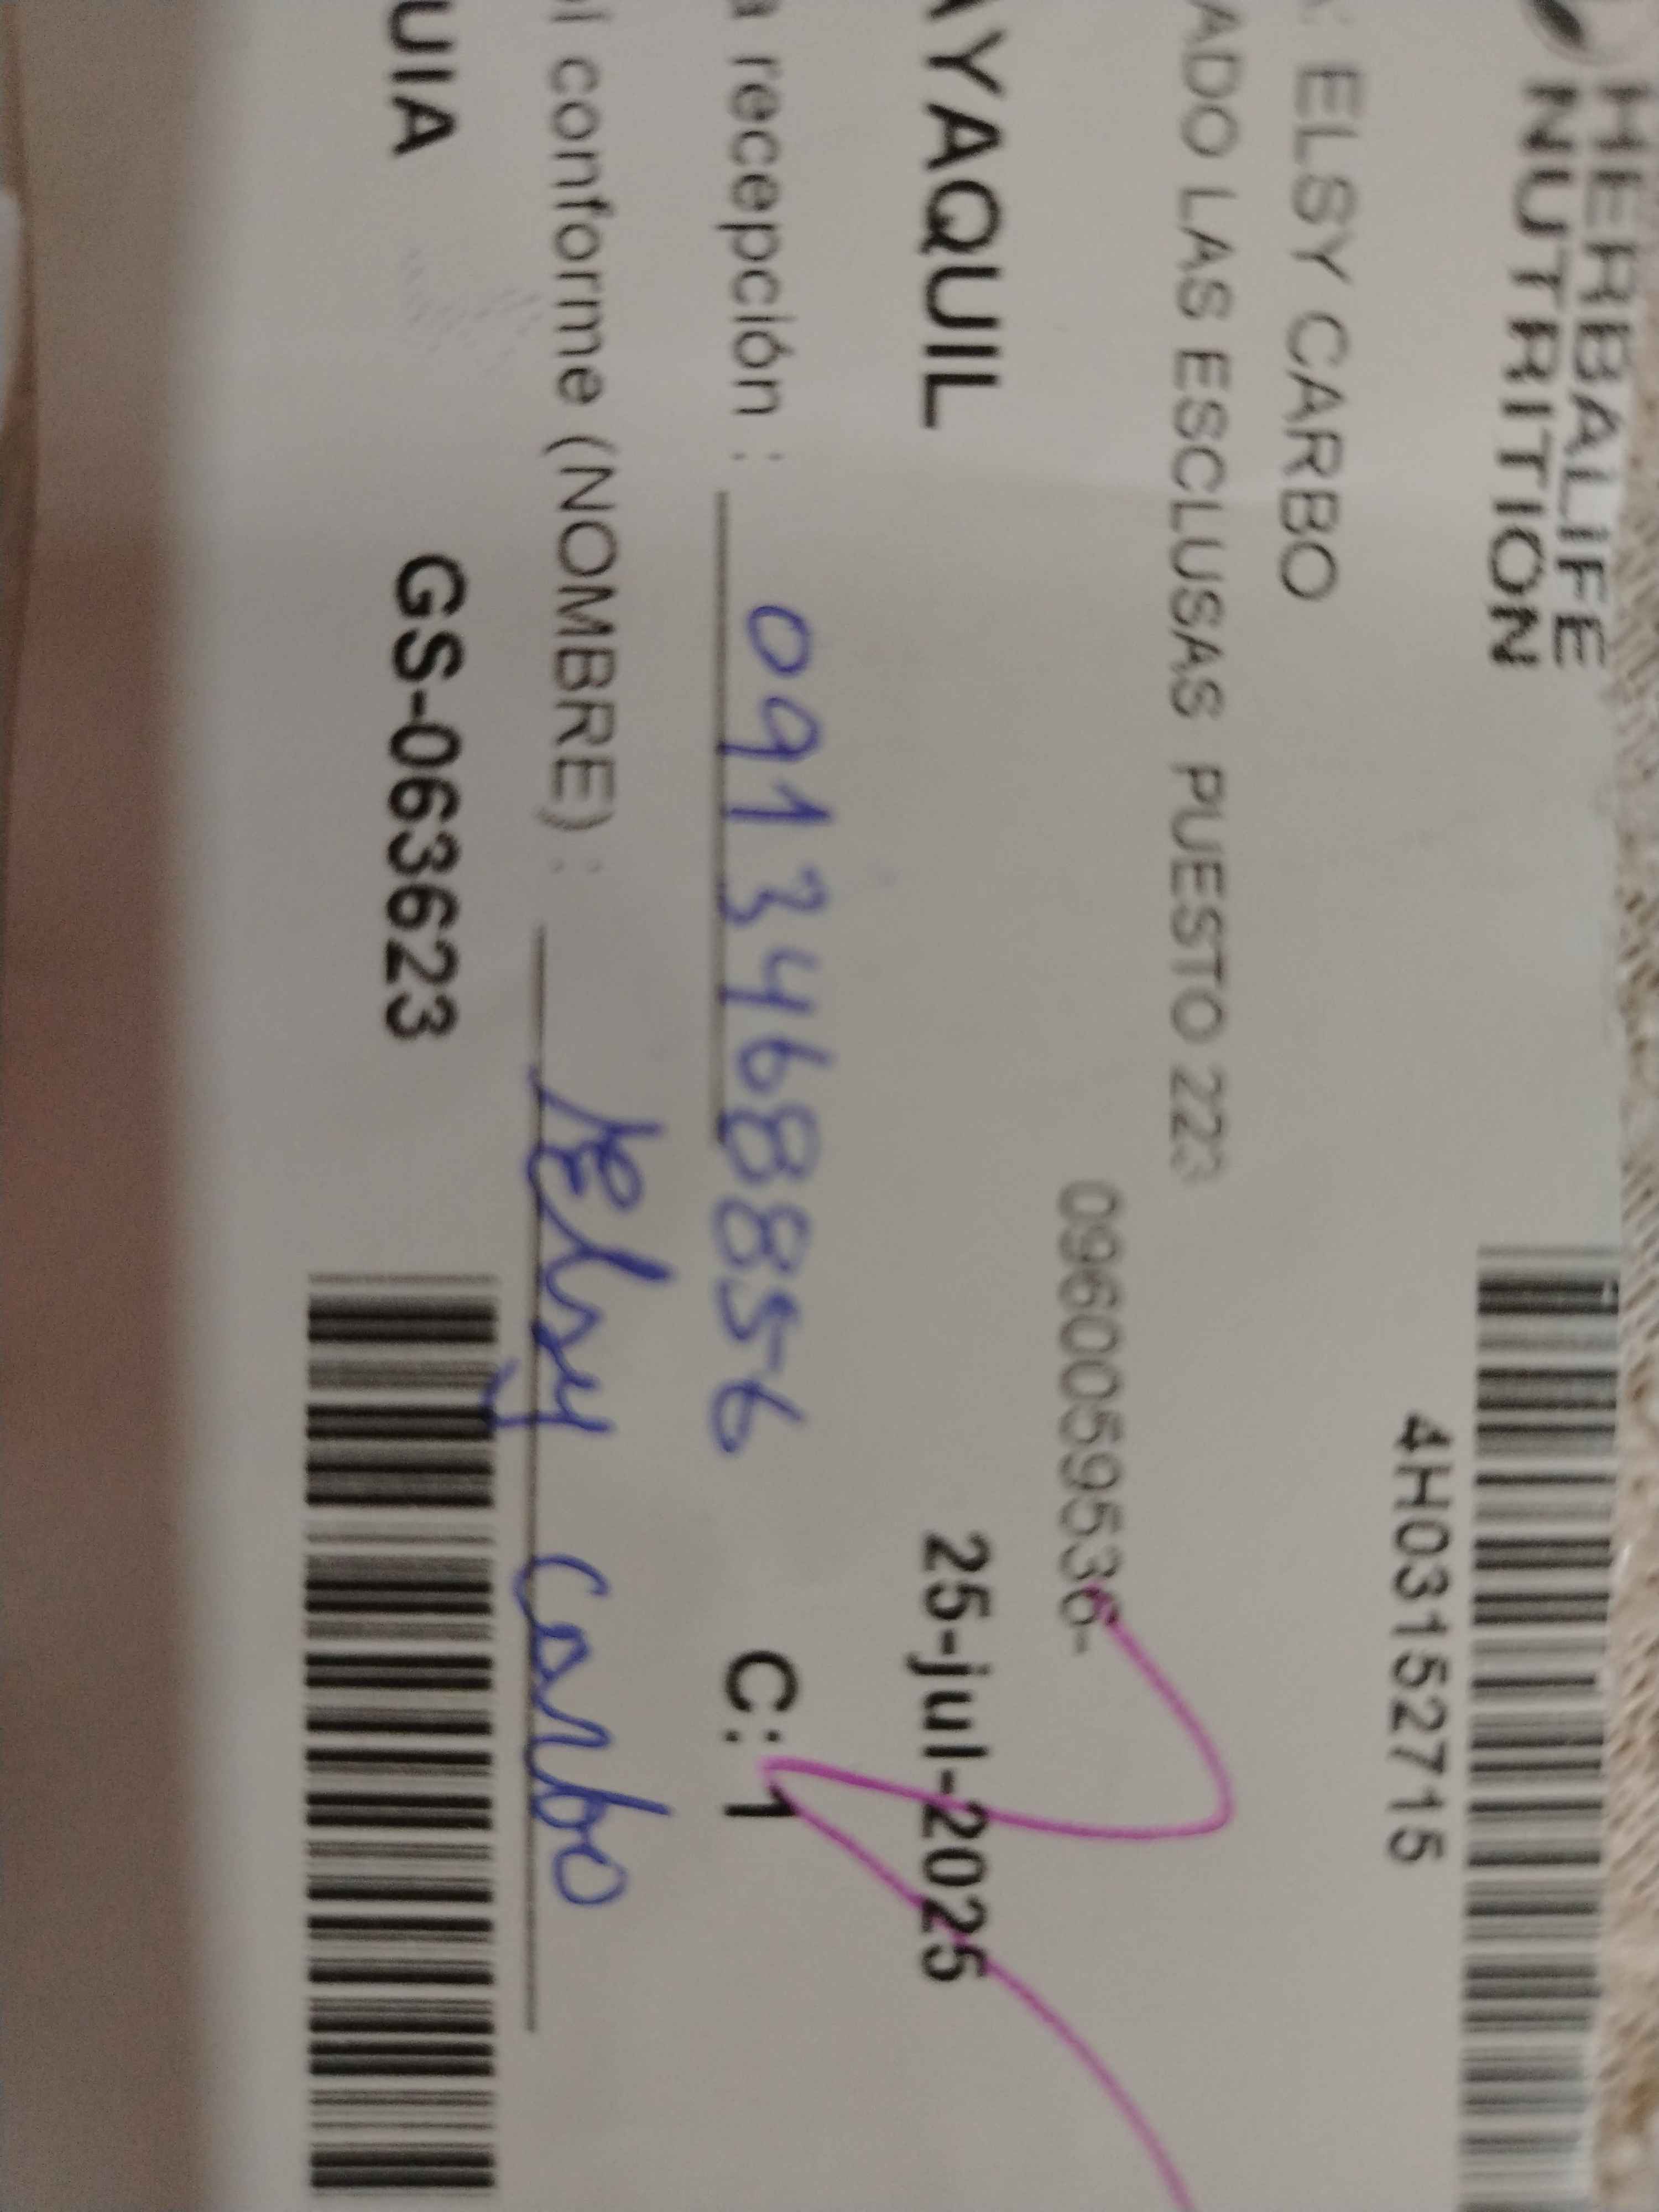 HERBALIFE
NUTRITION
4H031527715
: ELSY CARBO
ADO LAS ESCLUSAS PUESTO 223
0960059536-
AYAQUIL 25-jul-2025
a recepción : 0913468856 C: 1
i conforme (NOMBRE) : Elsy Carbo
UIA GS-063623